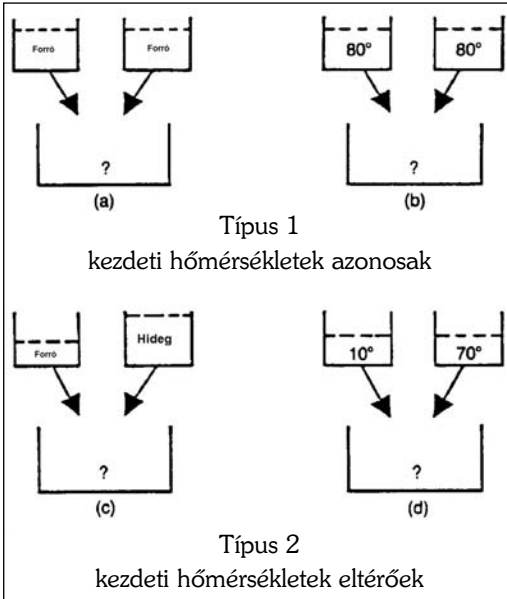 Forró Forró 80° 80°
? ?
(a) (b)
Típus 1
kezdeti hőmérsékletek azonosak
Forró Hideg 10° 70°
? ?
(c) (d)
Típus 2
kezdeti hőmérsékletek eltérőek